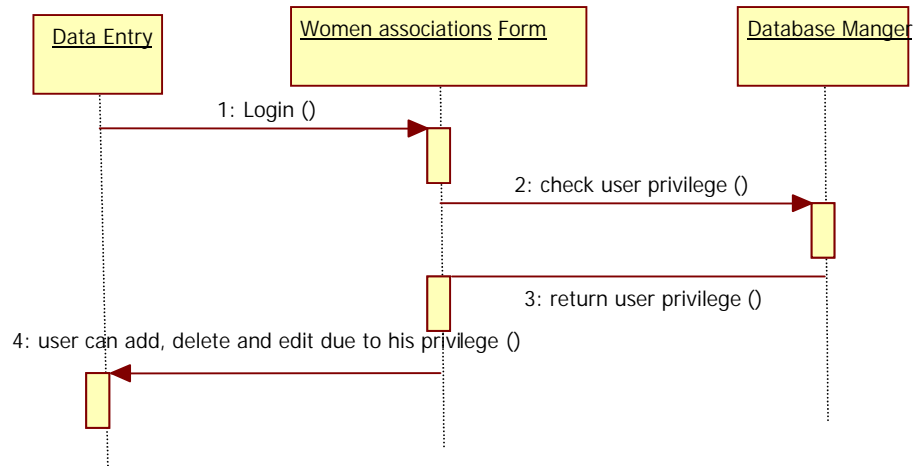 Data Entry
Women associations Form
Database Manger
1: Login ()
2: check user privilege ()
3: return user privilege ()
4: user can add, delete and edit due to his privilege ()